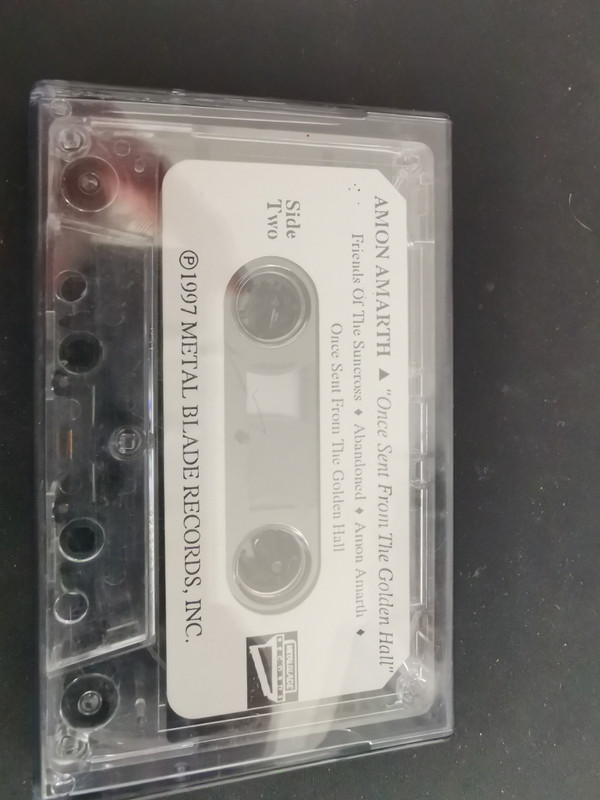 AMON AMARTH ▲ "Once Sent From The Golden Hall"
Friends Of The Suncross ♦ Abandoned ♦ Amon Amarth ♦
Once Sent From The Golden Hall
Side
Two
℗1997 METAL BLADE RECORDS, INC.